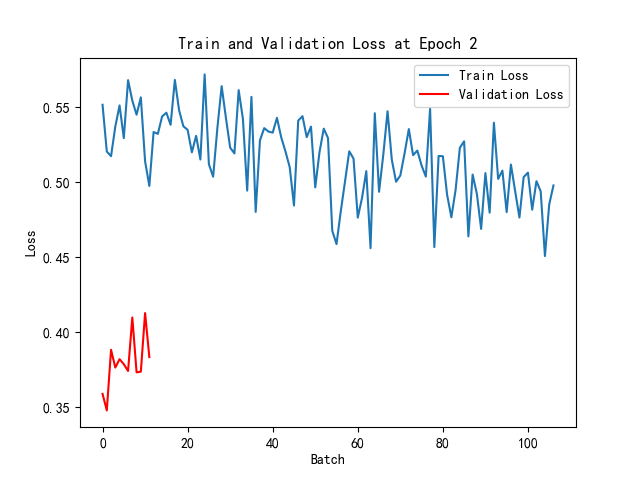 Train and Validation Loss at Epoch 2
Train Loss
Validation Loss
0.55
0.50
0.45
0.40
0.35
Loss
0 20 40 60 80 100
Batch